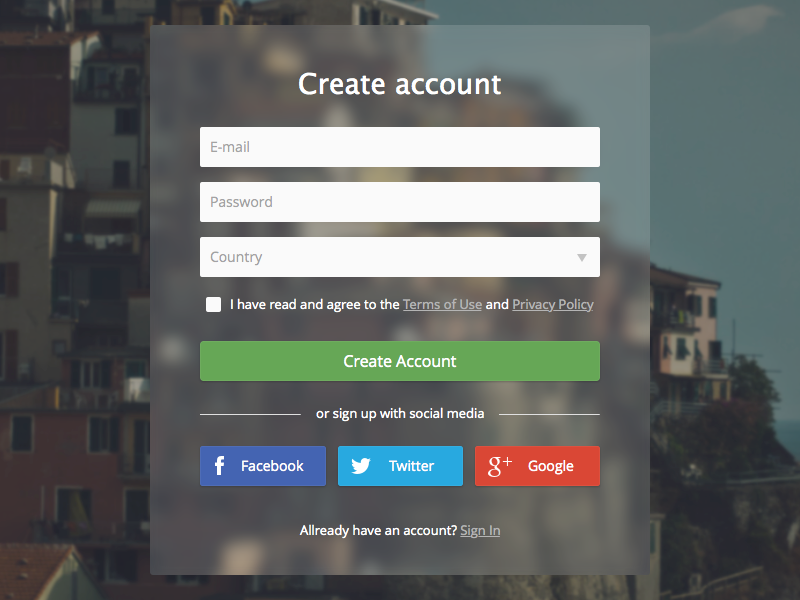 Create account
E-mail
Password
Country
I have read and agree to the Terms of Use and Privacy Policy
Create Account
or sign up with social media
Facebook Twitter g+ Google
Allready have an account? Sign In